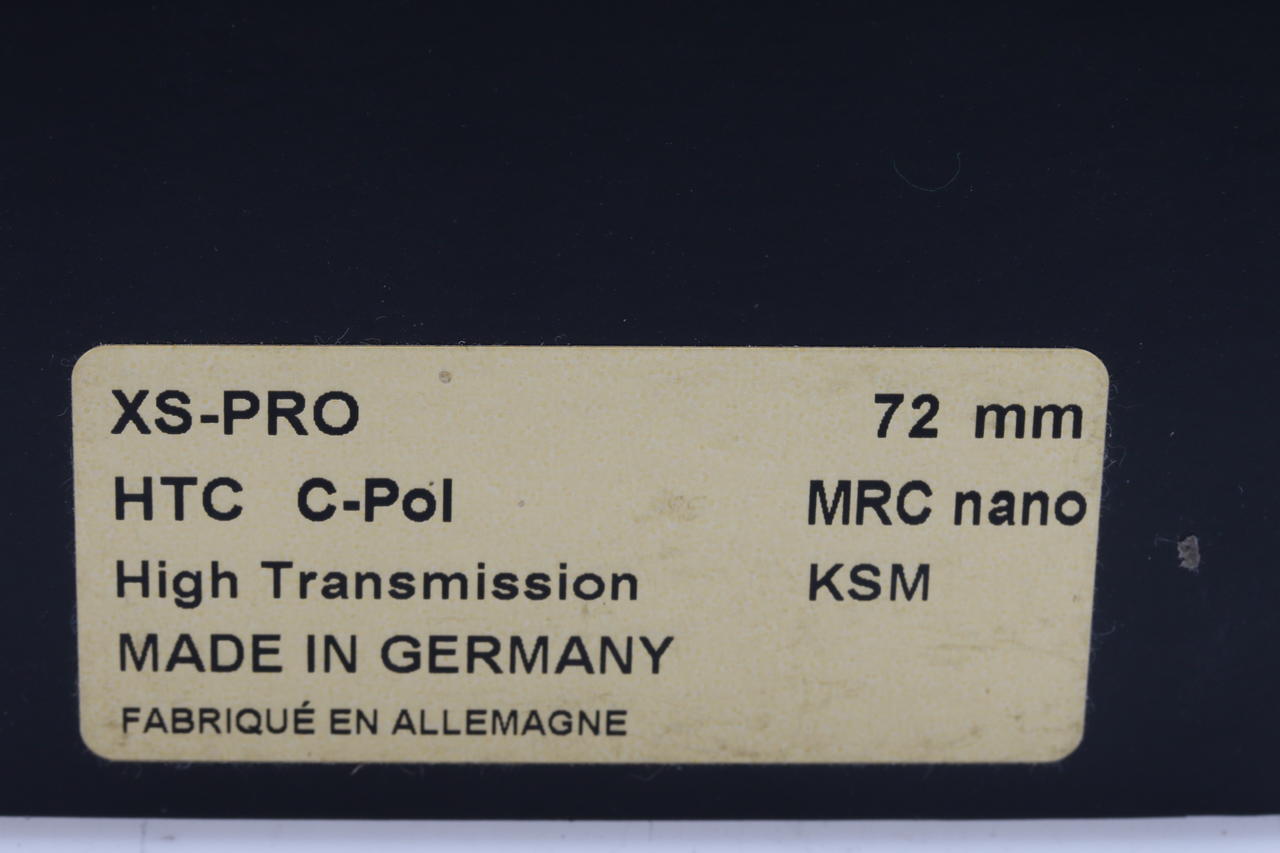 XS-PRO 72 mm
HTC C-Pol MRC nano
High Transmission KSM
MADE IN GERMANY
FABRIQUÉ EN ALLEMAGNE